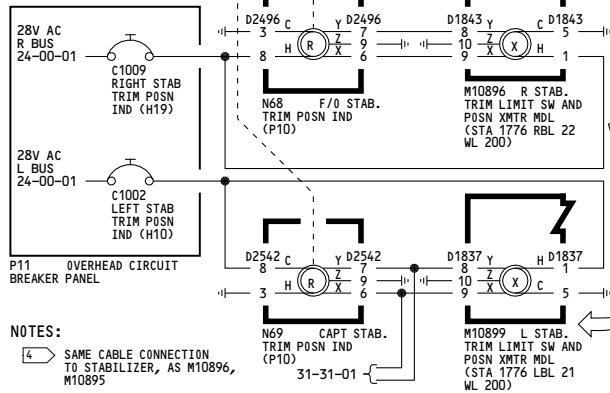 D2496 C D2496 D1843 D1843
3 Y 7 8 Y C 5
R Z 9 10 Z X
8 H X 6 9 X H 1
28V AC
R BUS
24-00-01
C1009
RIGHT STAB
TRIM POSN
IND (H19)
N68 F/O STAB.
TRIM POSN IND
(P10)
M10896 R STAB.
TRIM LIMIT SW AND
POSN XMTR MDL
(STA 1776 RBL 22
WL 200)
28V AC
L BUS
24-00-01
C1002
LEFT STAB
TRIM POSN
IND (H10)
P11 OVERHEAD CIRCUIT
BREAKER PANEL
D2542 C D2542 D1837 D1837
8 Y 7 8 Y H 1
R Z 9 10 Z X
3 H X 6 9 X C 5
N69 CAPT STAB.
TRIM POSN IND
(P10)
31-31-01
M10899 L STAB.
TRIM LIMIT SW AND
POSN XMTR MDL
(STA 1776 LBL 21
WL 200)
NOTES:
4 SAME CABLE CONNECTION
TO STABILIZER, AS M10896,
M10895